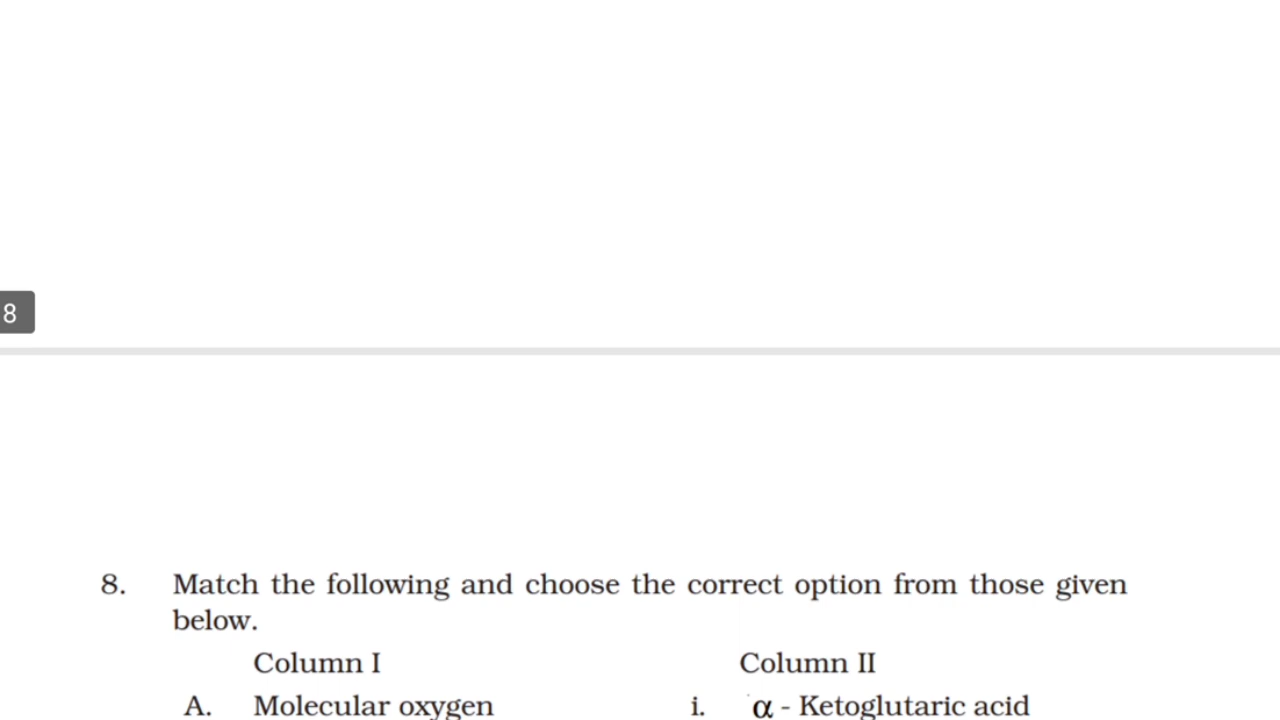 8
8. Match the following and choose the correct option from those given
below.
Column I Column II
A. Molecular oxygen i. α - Ketoglutaric acid